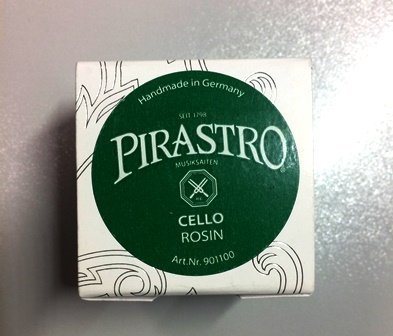 Handmade in Germany
SEIT 1798
PIRASTRO®
MUSIKSAITEN
CELLO
ROSIN
Art.Nr. 901100